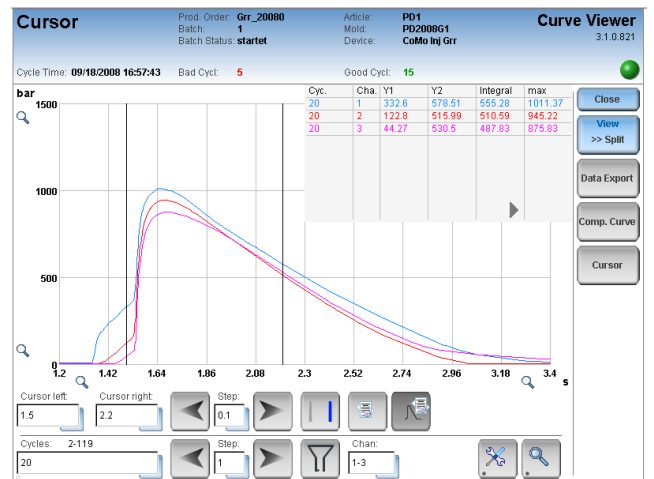 Cursor
Prod. Order: Grr_20080
Batch: 1
Batch Status: startet
Article: PD1
Mold: PD2008G1
Device: CoMo Inj Grr
Curve Viewer
3.1.0.821
Cycle Time: 09/18/2008 16:57:43
Bad Cycl: 5
Good Cycl: 15
bar
Cyc. Cha. Y1 Y2 Integral max
20 1 332.6 578.51 555.28 1011.37
20 2 122.8 515.99 510.59 945.22
20 3 44.27 530.5 487.83 875.83
1500
1000
500
0
1.2 1.42 1.64 1.86 2.08 2.3 2.52 2.74 2.96 3.18 3.4
s
Close
View
>> Split
Data Export
Comp. Curve
Cursor
Cursor left: Cursor right: Step:
1.5 2.2 0.1
Cycles: 2-119 Step: Chan:
20 1 1-3